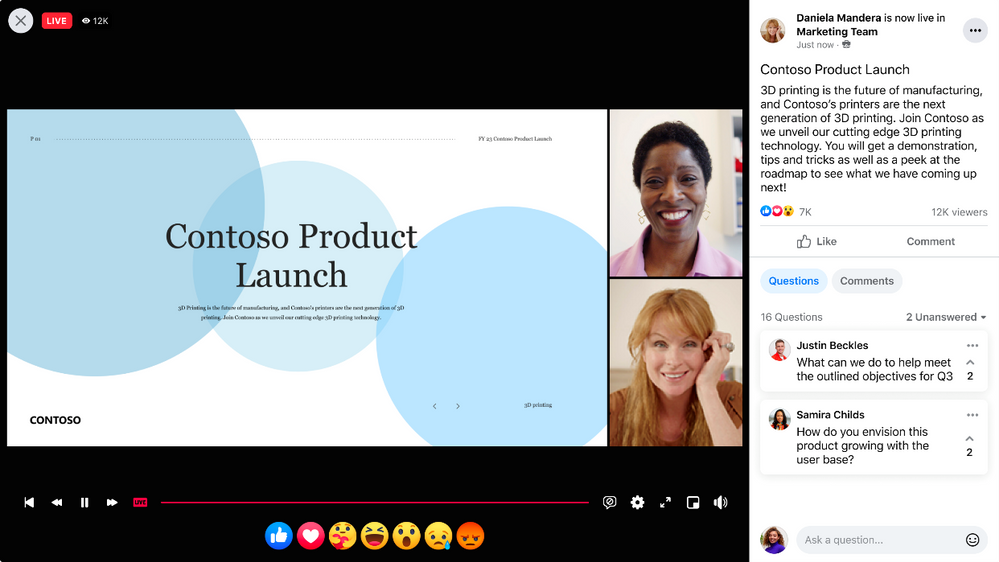 LIVE 12K
P 01 FY 23 Contoso Product Launch
Contoso Product
Launch
3D Printing is the future of manufacturing, and Contoso's printers are the next generation of 3D
printing. Join Contoso as we unveil our cutting edge 3D printing technology.
CONTOSO
3D printing
LIVE
Daniela Mandera is now live in
Marketing Team
Just now ·
Contoso Product Launch
3D printing is the future of manufacturing,
and Contoso's printers are the next
generation of 3D printing. Join Contoso as
we unveil our cutting edge 3D printing
technology. You will get a demonstration,
tips and tricks as well as a peek at the
roadmap to see what we have coming up
next!
7K 12K viewers
Like Comment
Questions Comments
16 Questions 2 Unanswered
Justin Beckles
What can we do to help meet
the outlined objectives for Q3
2
Samira Childs
How do you envision this
product growing with the
user base?
2
Ask a question...